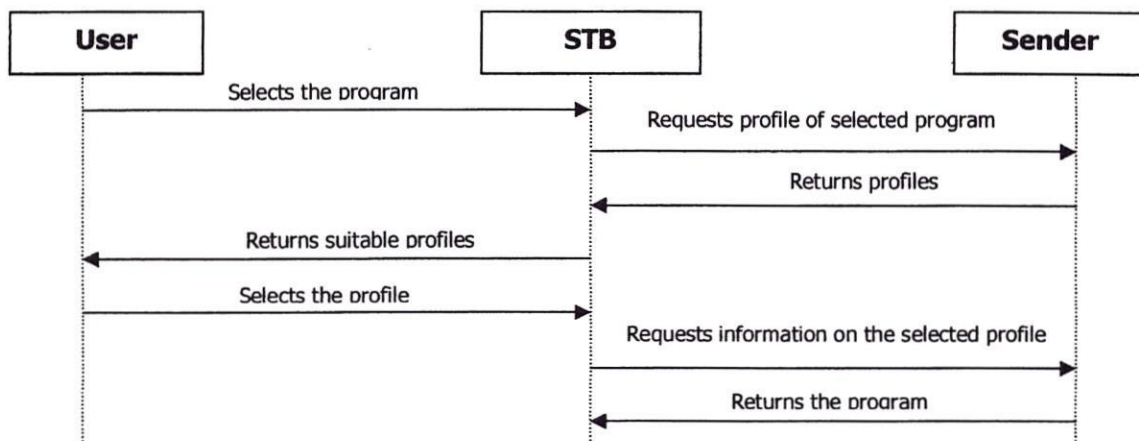 User
STB
Sender
Selects the program
Requests profile of selected program
Returns profiles
Returns suitable profiles
Selects the profile
Requests information on the selected profile
Returns the program